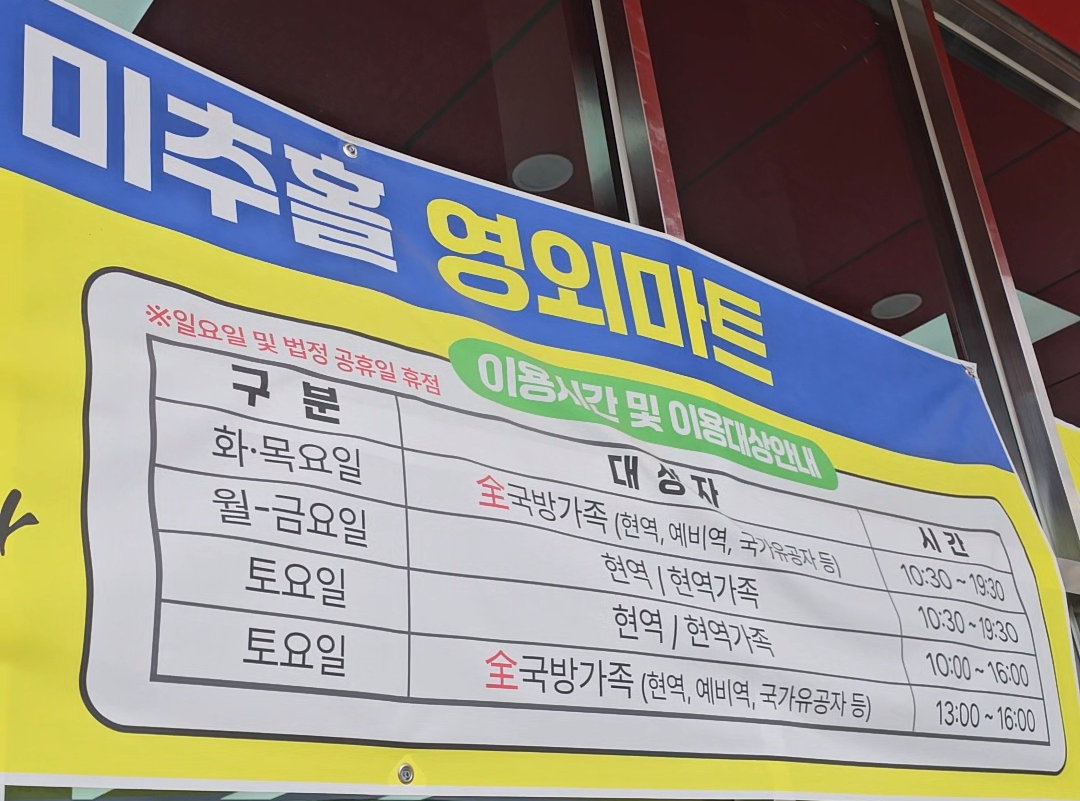 미추홀 영외마트
※일요일 및 법정 공휴일 휴점
이용시간 및 이용대상안내
구 분 대 상 자 시 간
화·목요일 全국방가족 (현역, 예비역, 국가유공자 등) 10:30 ~ 19:30
월-금요일 현역 / 현역가족 10:30 ~ 19:30
토요일 현역 / 현역가족 10:00 ~ 16:00
토요일 全국방가족 (현역, 예비역, 국가유공자 등) 13:00 ~ 16:00